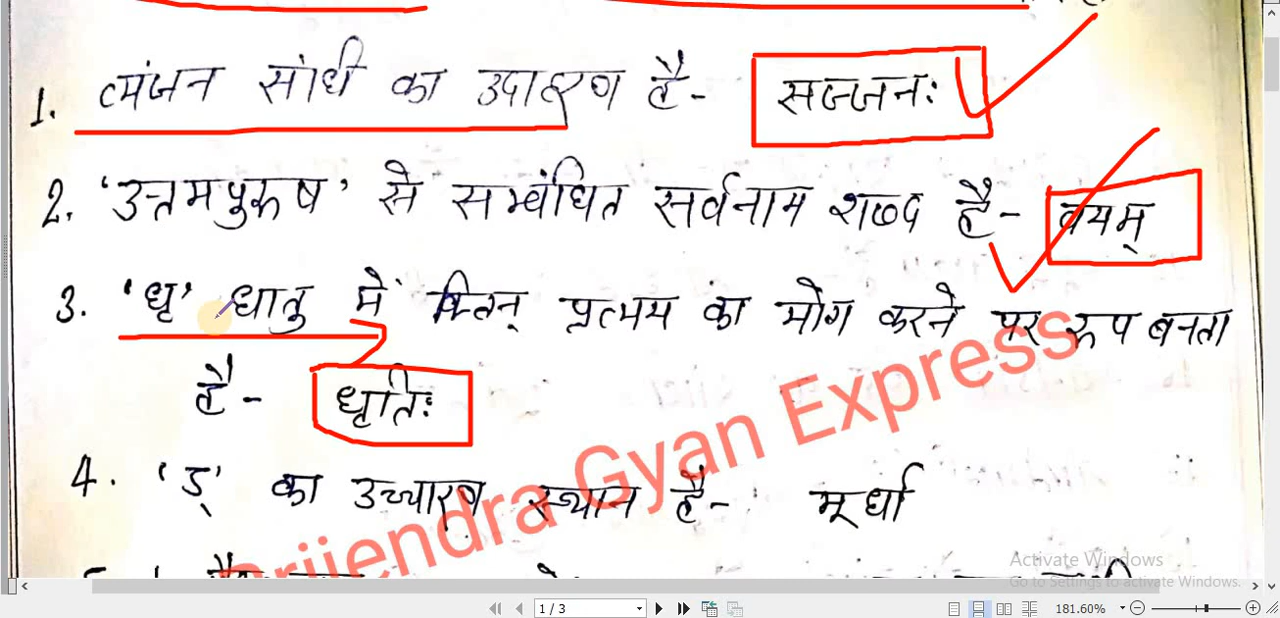 1. व्यंजन संधी का उदाहरण है- सज्जनः
2. 'उत्तमपुरुष' से सम्बंधित सर्वनाम शब्द है- वयम्
3. 'धृ' धातु में क्तिन् प्रत्यय का योग करने पर रूप बनता
है- धृतिः
4. 'ड्' का उच्चारण स्थान है- मूर्धा
Brijendra Gyan Express
Activate Windows
Go to Settings to activate Windows.
1 / 3
181.60%